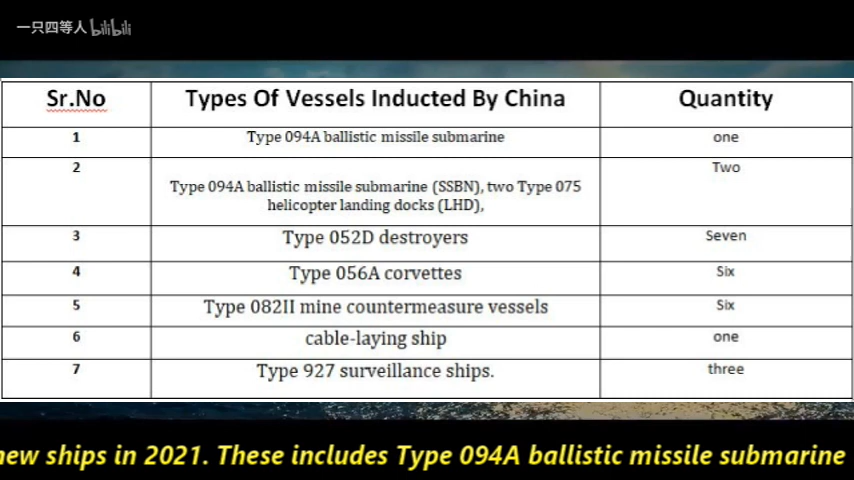 一只四等人 bilibili
Sr.No Types Of Vessels Inducted By China Quantity
1 Type 094A ballistic missile submarine one
2 Two
Type 094A ballistic missile submarine (SSBN), two Type 075
helicopter landing docks (LHD),
3 Type 052D destroyers Seven
4 Type 056A corvettes Six
5 Type 082II mine countermeasure vessels Six
6 cable-laying ship one
7 Type 927 surveillance ships. three
new ships in 2021. These includes Type 094A ballistic missile submarine